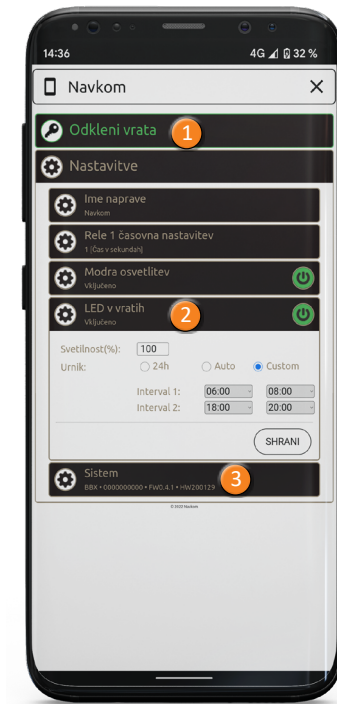 14:36 4G 32 %
Navkom
Odkleni vrata 1
Nastavitve
Ime naprave
Navkom
Rele 1 časovna nastavitev
1 [Čas v sekundah]
Modra osvetlitev
Vključeno
LED v vratih 2
Vključeno
Svetilnost(%): 100
Urnik: 24h Auto Custom
Interval 1: 06:00 08:00
Interval 2: 18:00 20:00
SHRANI
Sistem 3
BBX • 0000000000 • FW0.4.1 • HW200129
© 2022 Navkom